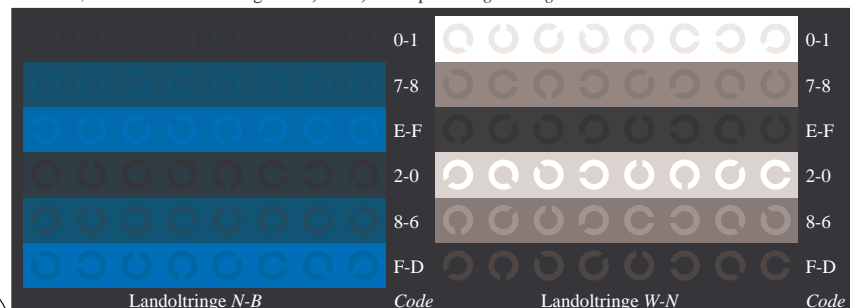 0-1 0-1
7-8 7-8
E-F E-F
2-0 2-0
8-6 8-6
F-D F-D
Landoltringe N-B Code Landoltringe W-N Code